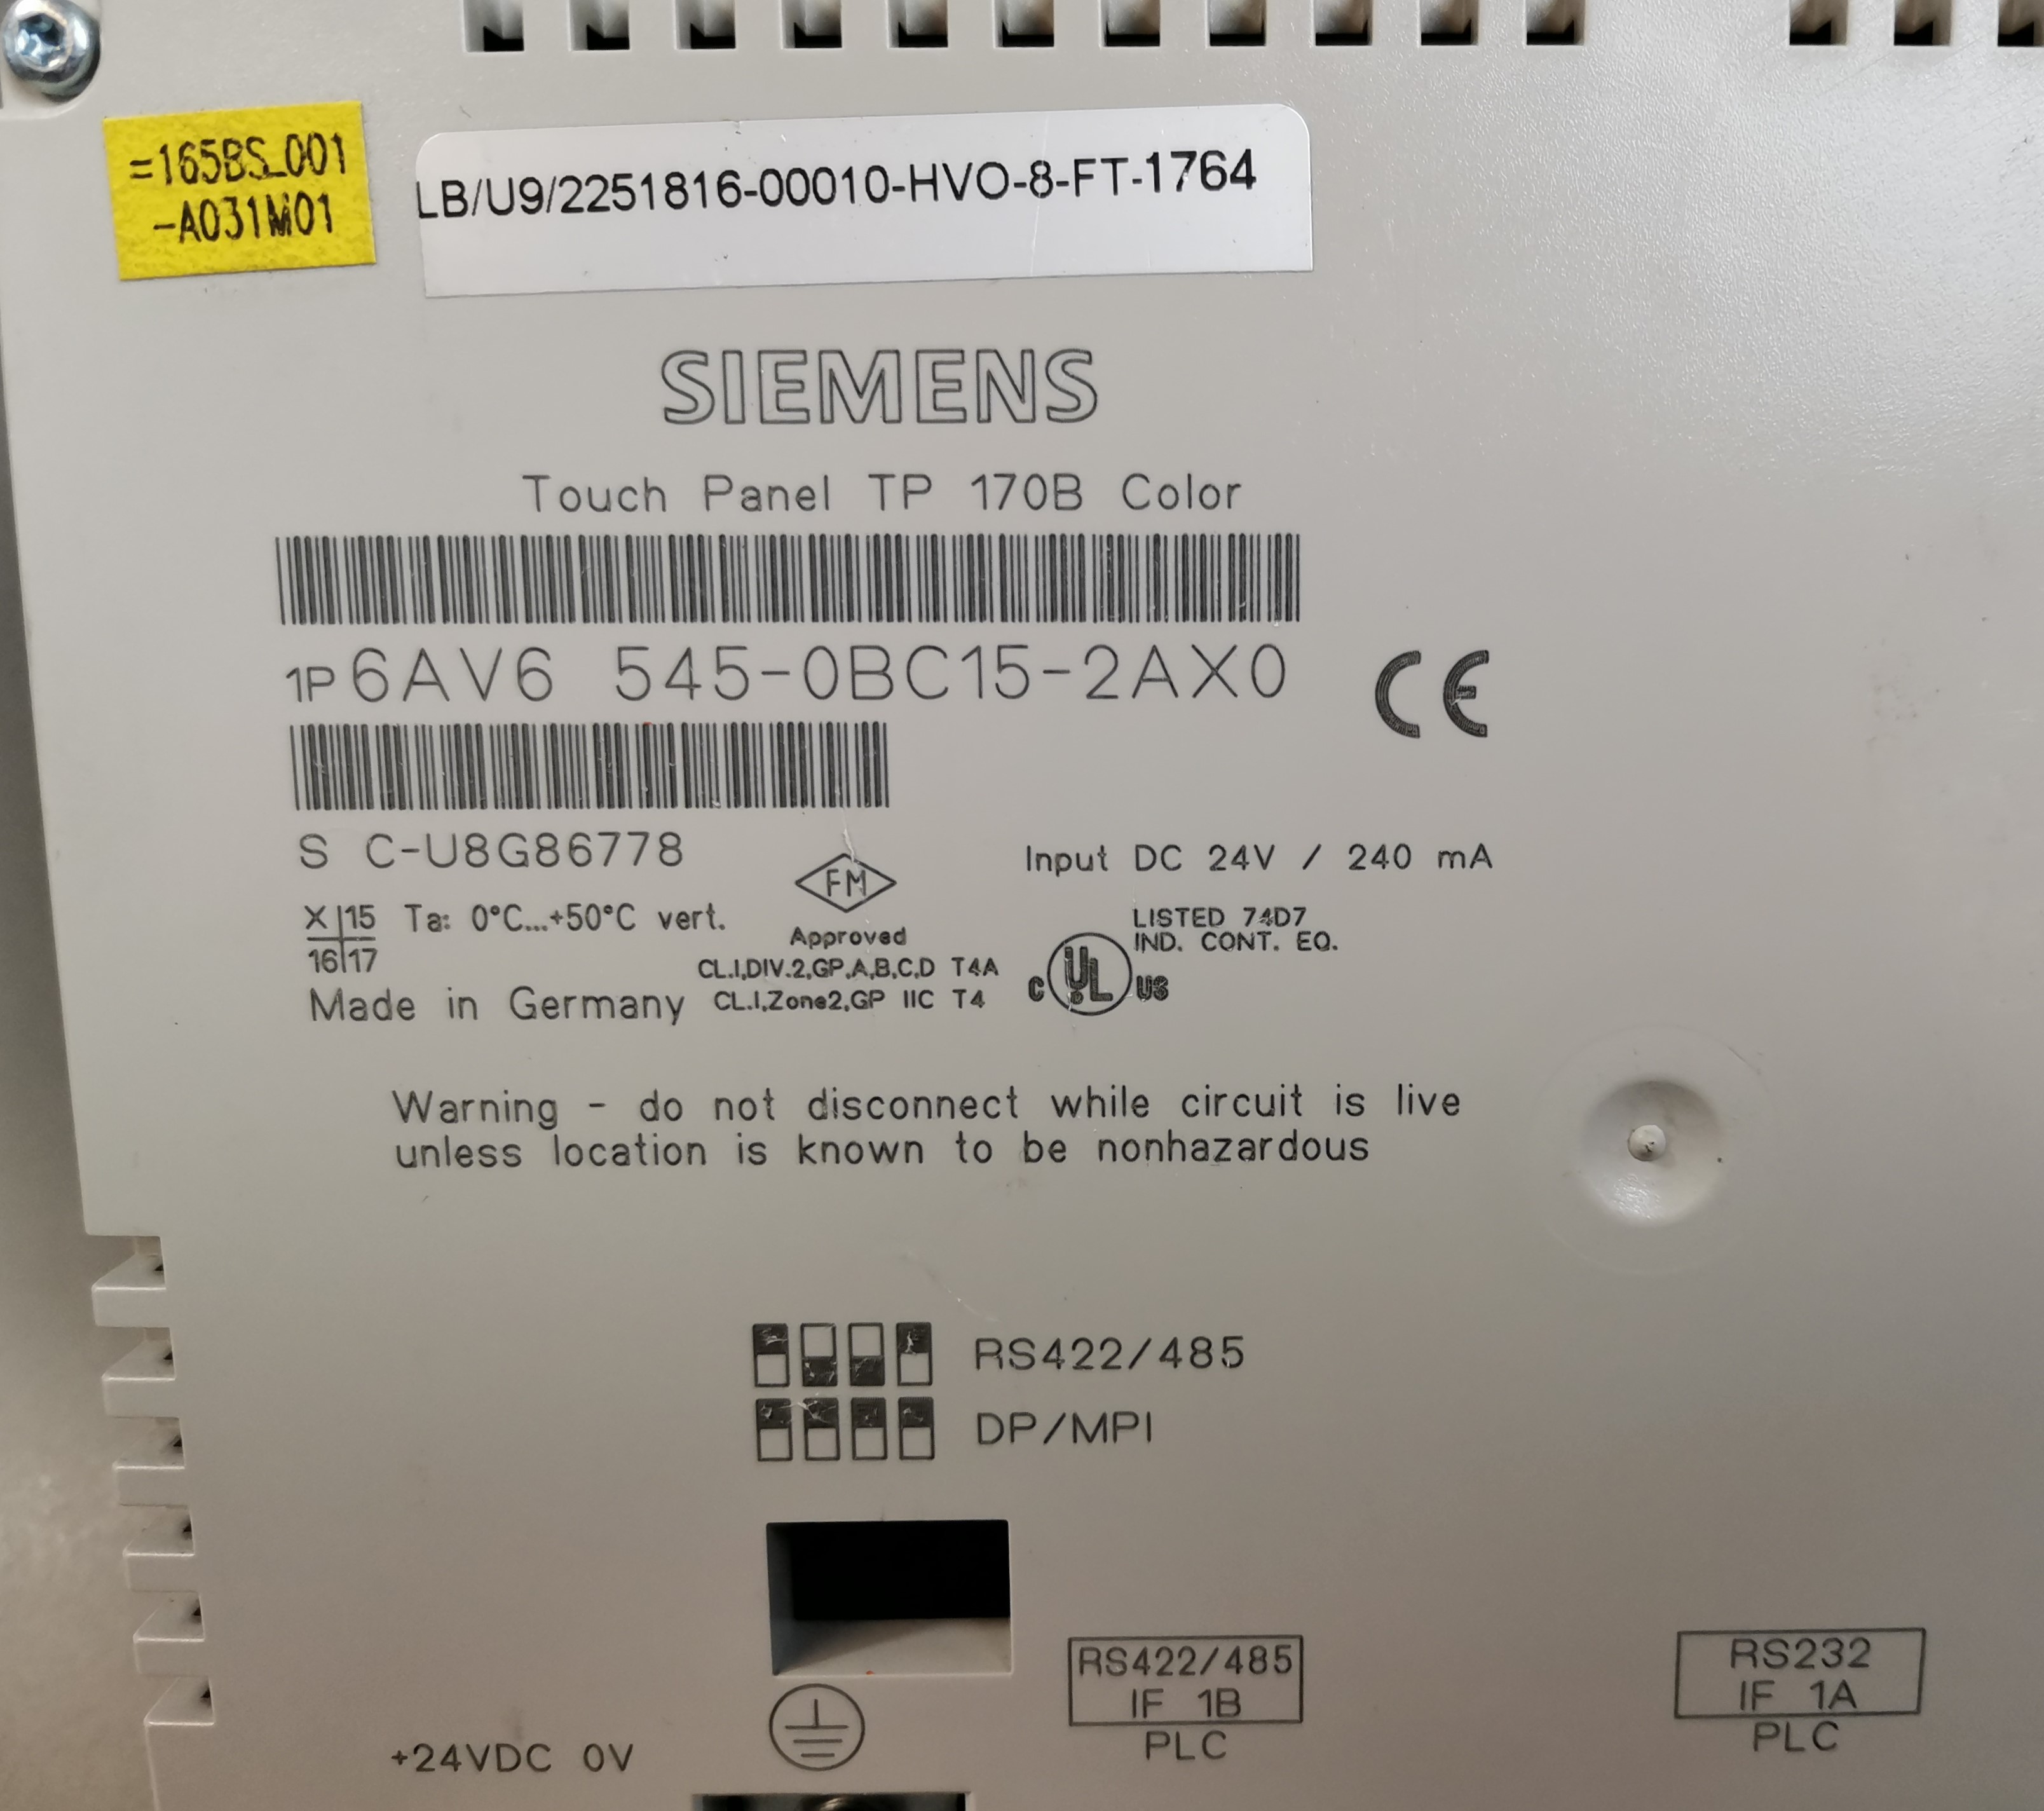 =165BS_001
-A031M01
LB/U9/2251816-00010-HVO-8-FT-1764
SIEMENS
Touch Panel TP 170B Color
1P 6AV6 545-0BC15-2AX0
CE
S C-U8G86778
Input DC 24V / 240 mA
X 15
16 17
Ta: 0°C...+50°C vert.
FM
Approved
CL.I,DIV.2,GP,A,B,C,D T4A
CL.I,Zone2,GP IIC T4
LISTED 74D7
IND. CONT. EQ.
C UL US
Made in Germany
Warning - do not disconnect while circuit is live
unless location is known to be nonhazardous
RS422/485
DP/MPI
RS422/485
IF 1B
PLC
RS232
IF 1A
PLC
+24VDC 0V